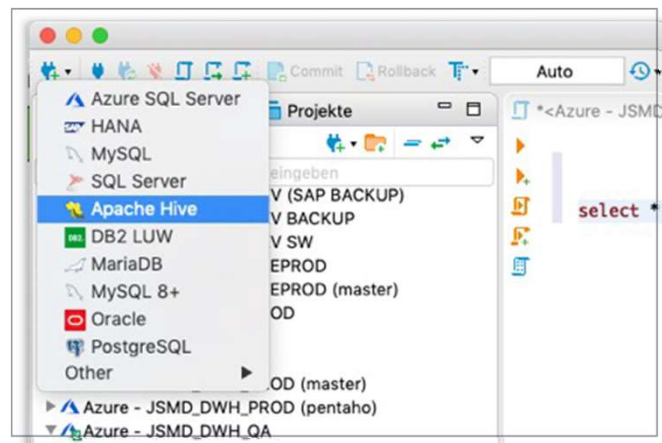 Commit Rollback T Auto
Azure SQL Server
HANA
MySQL
SQL Server
Apache Hive
DB2 LUW
MariaDB
MySQL 8+
Oracle
PostgreSQL
Other
Projekte
eingeben
V (SAP BACKUP)
V BACKUP
V SW
EPROD
EPROD (master)
OD
OD (master)
Azure - JSMD_DWH_PROD (pentaho)
Azure - JSMD_DWH_QA
*<Azure - JSMD
select *